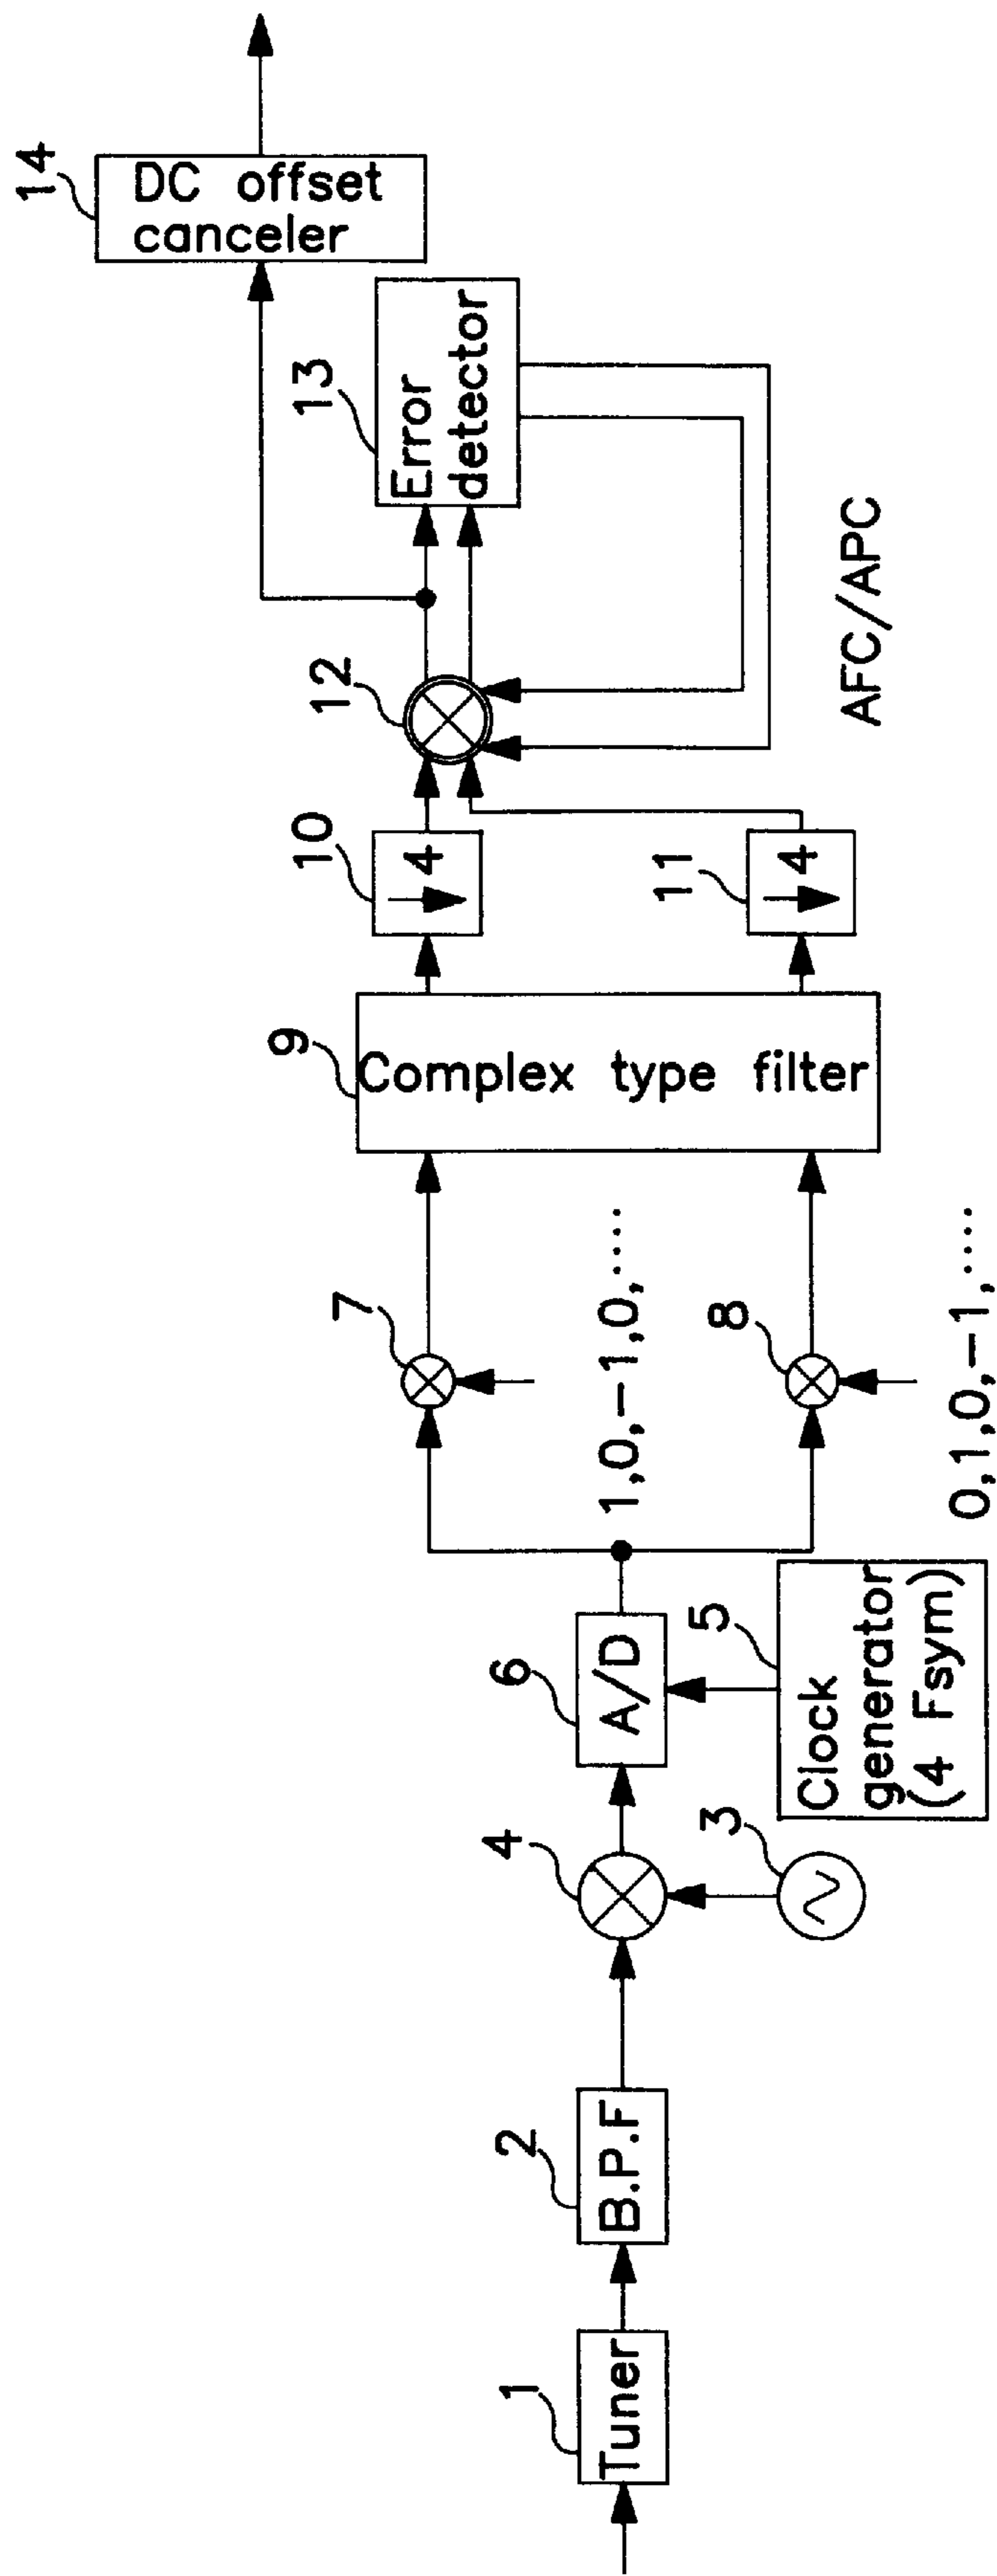 1
Tuner
2
B.P.F
4
3
6
A/D
5
Clock
generator
(4 Fsym)
7
1,0,-1,0,....
8
0,1,0,-1,....
9
Complex type filter
10
4
11
4
12
13
Error
detector
AFC/APC
14
DC offset
canceler